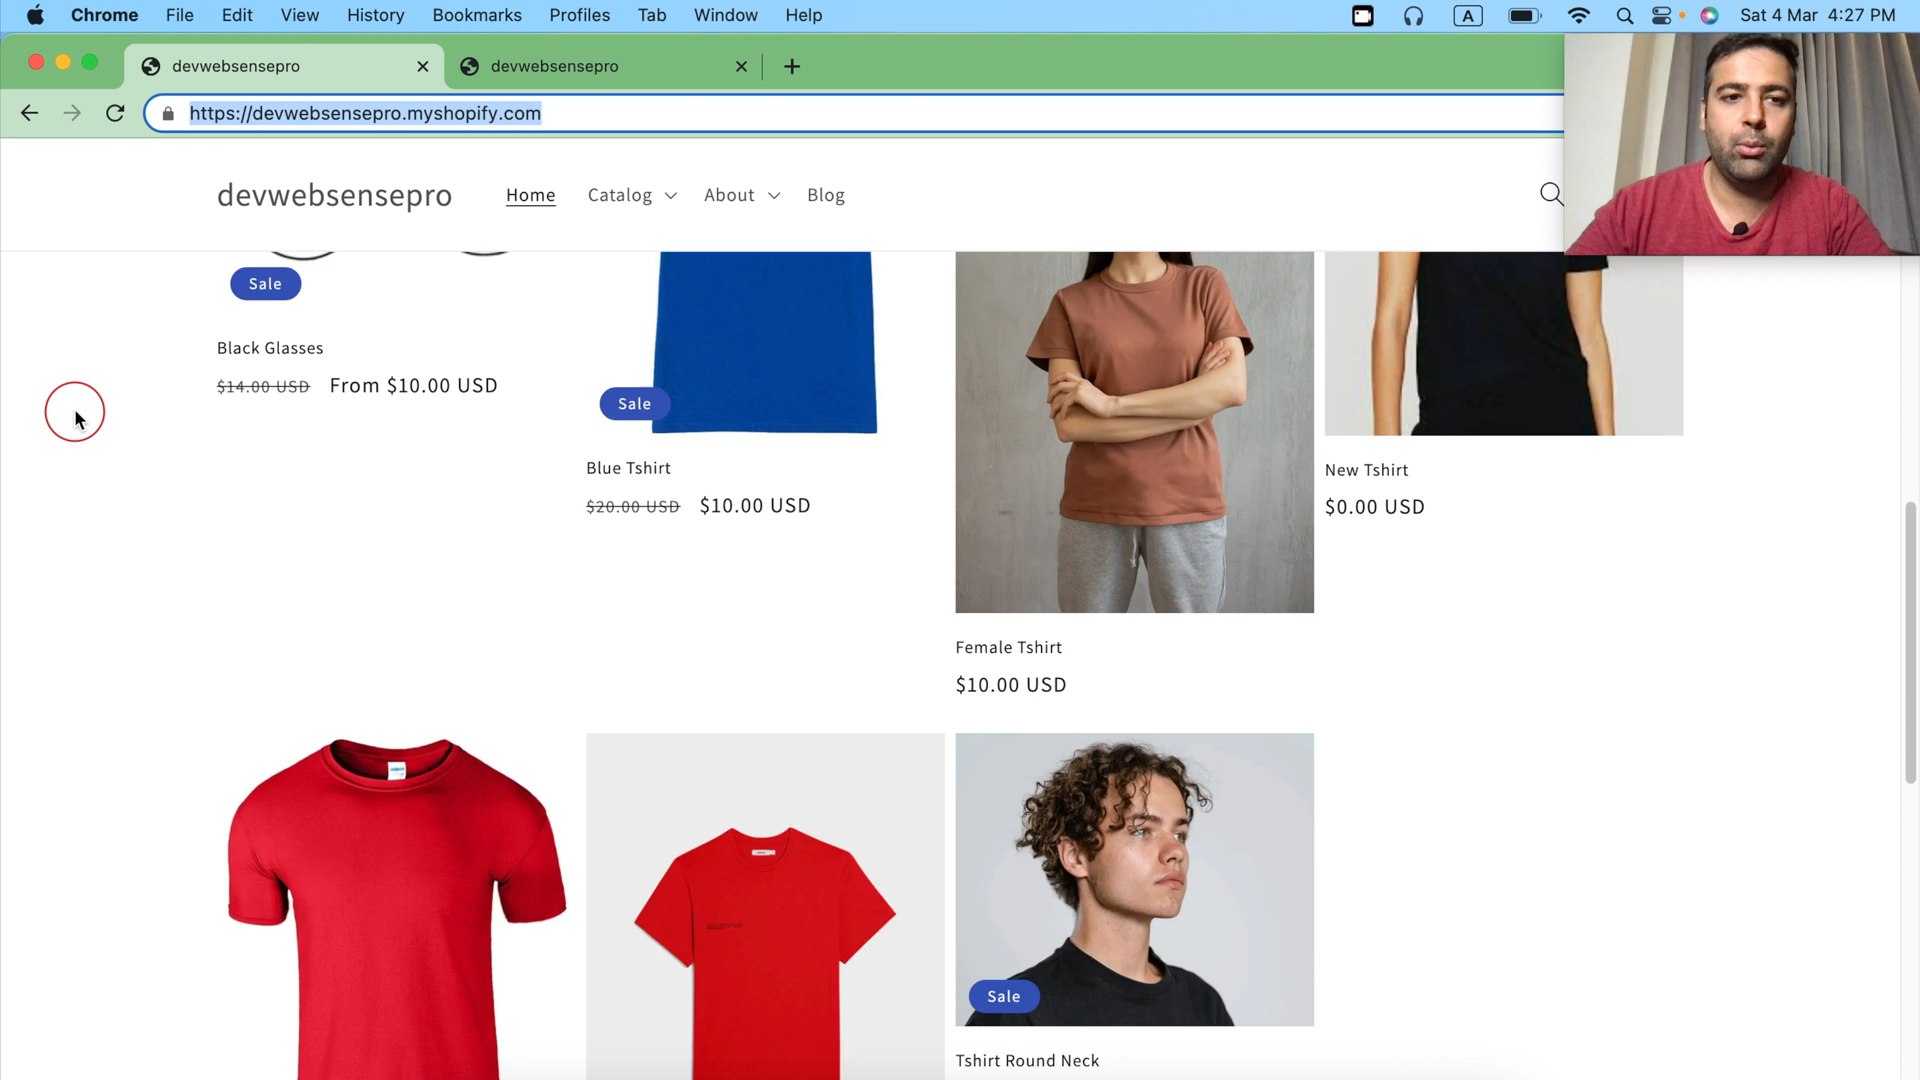 Chrome File Edit View History Bookmarks Profiles Tab Window Help A Sat 4 Mar 4:27 PM
devwebsensepro devwebsensepro
https://devwebsensepro.myshopify.com
devwebsensepro Home Catalog About Blog
Sale
Black Glasses
$14.00 USD From $10.00 USD
Sale
Blue Tshirt
$20.00 USD $10.00 USD
Female Tshirt
$10.00 USD
New Tshirt
$0.00 USD
Sale
Tshirt Round Neck